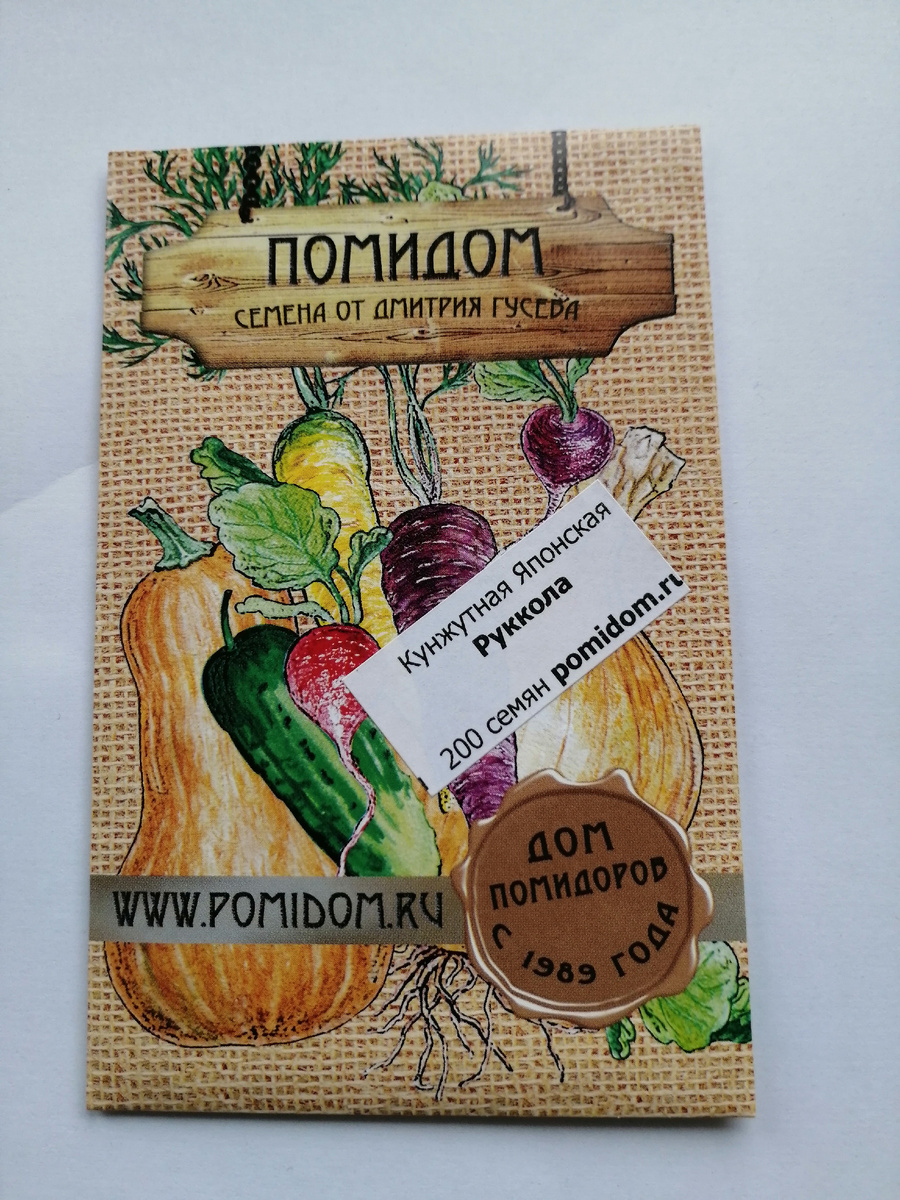 ПОМИДОМ
СЕМЕНА ОТ ДМИТРИЯ ГУСЕВА
Кунжутная Японская
Руккола
200 семян pomidom.ru
WWW.POMIDOM.RU
ДОМ
ПОМИДОРОВ
С 1989 ГОДА